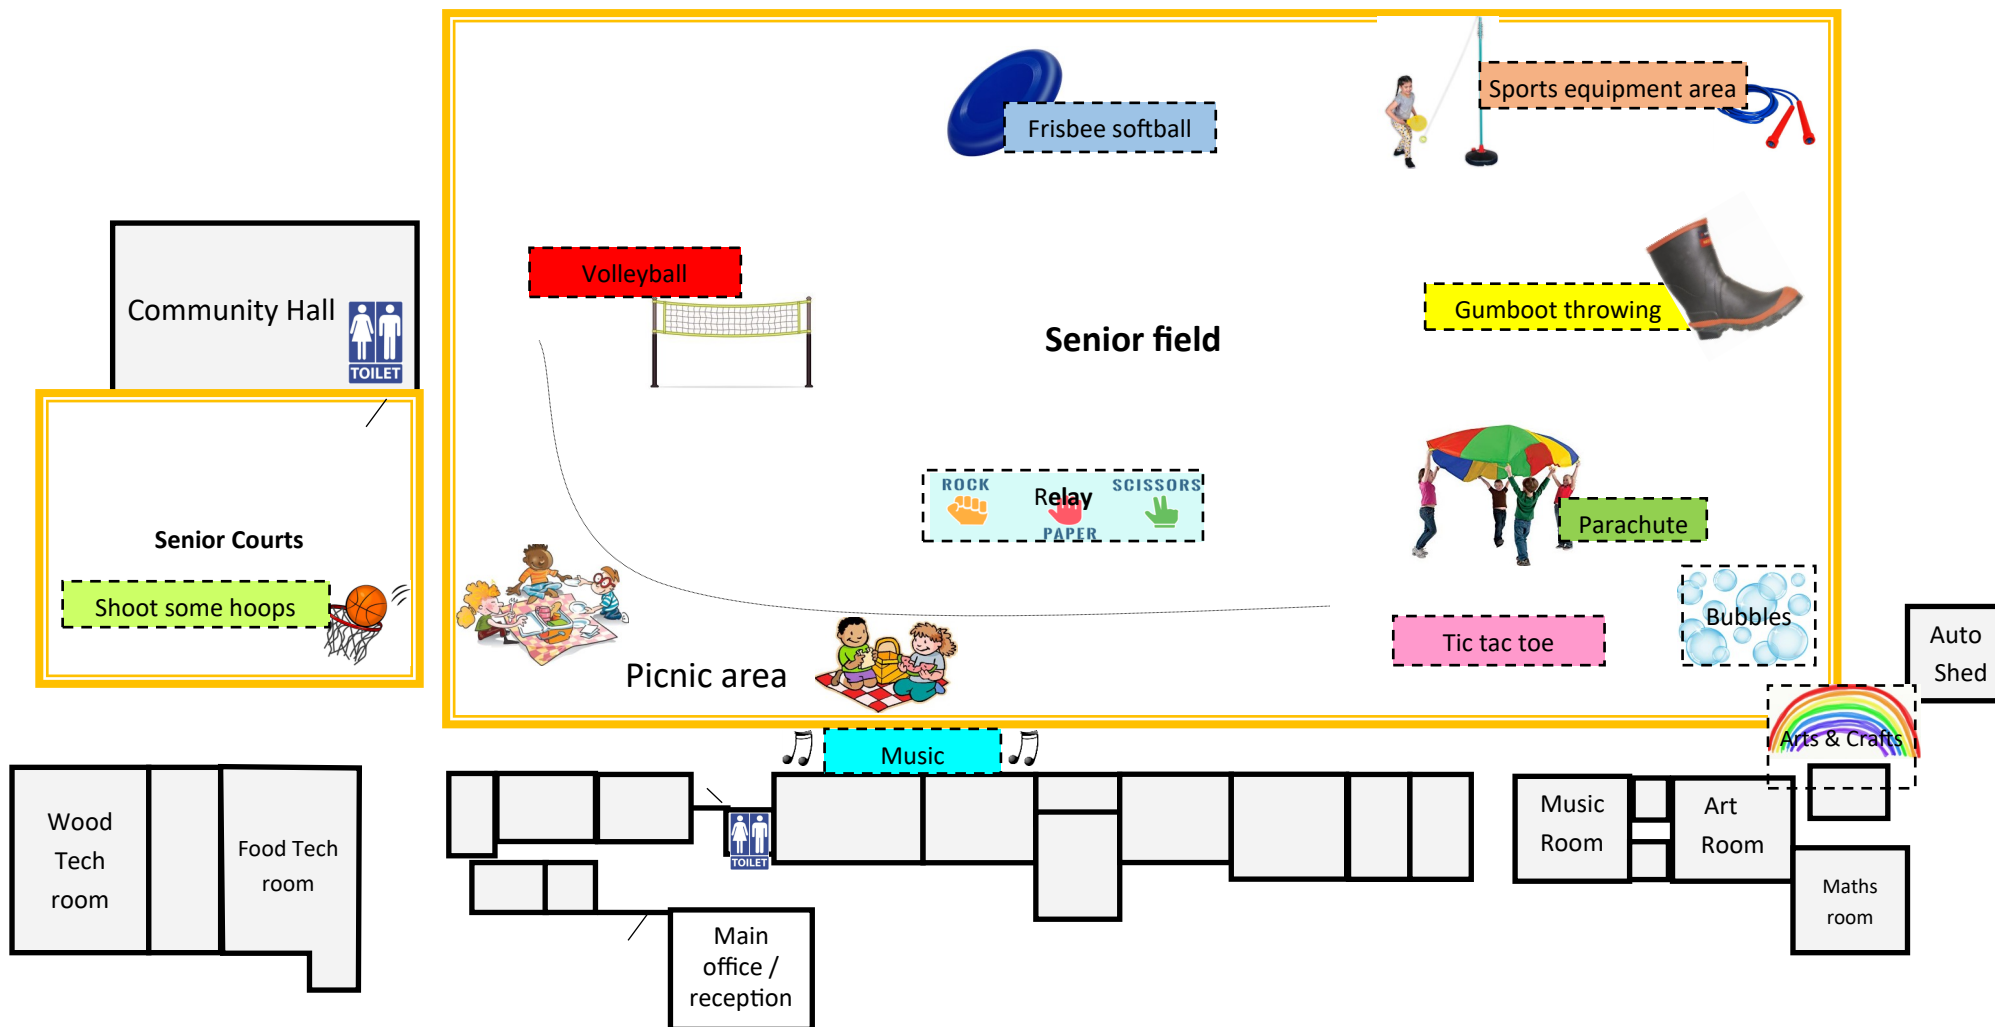 Sports equipment area
Frisbee softball
Volleyball
Community Hall
TOILET
Gumboot throwing
Senior field
ROCK
Relay
SCISSORS
PAPER
Parachute
Senior Courts
Shoot some hoops
Bubbles
Tic tac toe
Picnic area
Auto
Shed
Arts & Crafts
Music
Wood
Tech
room
Food Tech
room
TOILET
Music
Room
Art
Room
Maths
room
Main
office /
reception